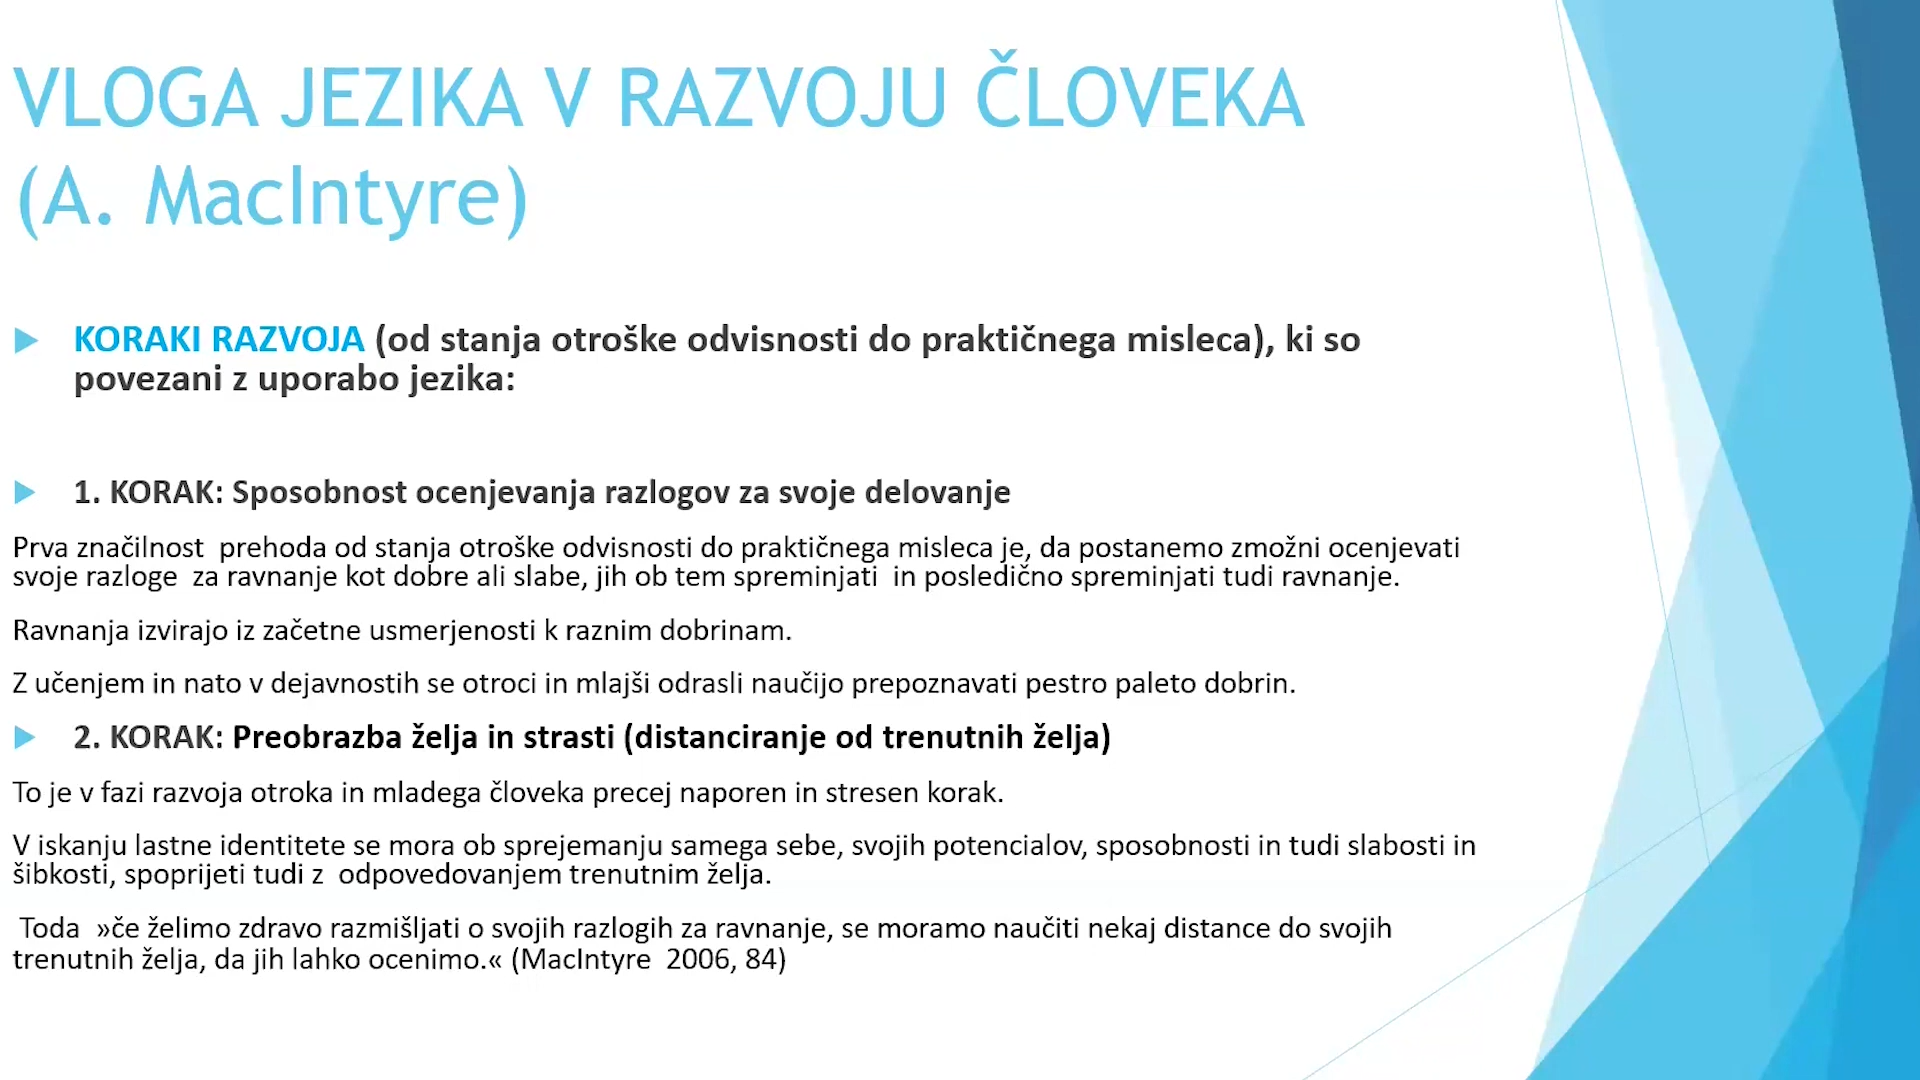 VLOGA JEZIKA V RAZVOJU ČLOVEKA
(A. MacIntyre)
KORAKI RAZVOJA (od stanja otroške odvisnosti do praktičnega misleca), ki so
povezani z uporabo jezika:
1. KORAK: Sposobnost ocenjevanja razlogov za svoje delovanje
Prva značilnost prehoda od stanja otroške odvisnosti do praktičnega misleca je, da postanemo zmožni ocenjevati
svoje razloge za ravnanje kot dobre ali slabe, jih ob tem spreminjati in posledično spreminjati tudi ravnanje.
Ravnanja izvirajo iz začetne usmerjenosti k raznim dobrinam.
Z učenjem in nato v dejavnostih se otroci in mlajši odrasli naučijo prepoznavati pestro paleto dobrin.
2. KORAK: Preobrazba želja in strasti (distanciranje od trenutnih želja)
To je v fazi razvoja otroka in mladega človeka precej naporen in stresen korak.
V iskanju lastne identitete se mora ob sprejemanju samega sebe, svojih potencialov, sposobnosti in tudi slabosti in
šibkosti, spoprijeti tudi z odpovedovanjem trenutnim želja.
Toda »če želimo zdravo razmišljati o svojih razlogih za ravnanje, se moramo naučiti nekaj distance do svojih
trenutnih želja, da jih lahko ocenimo.« (MacIntyre 2006, 84)